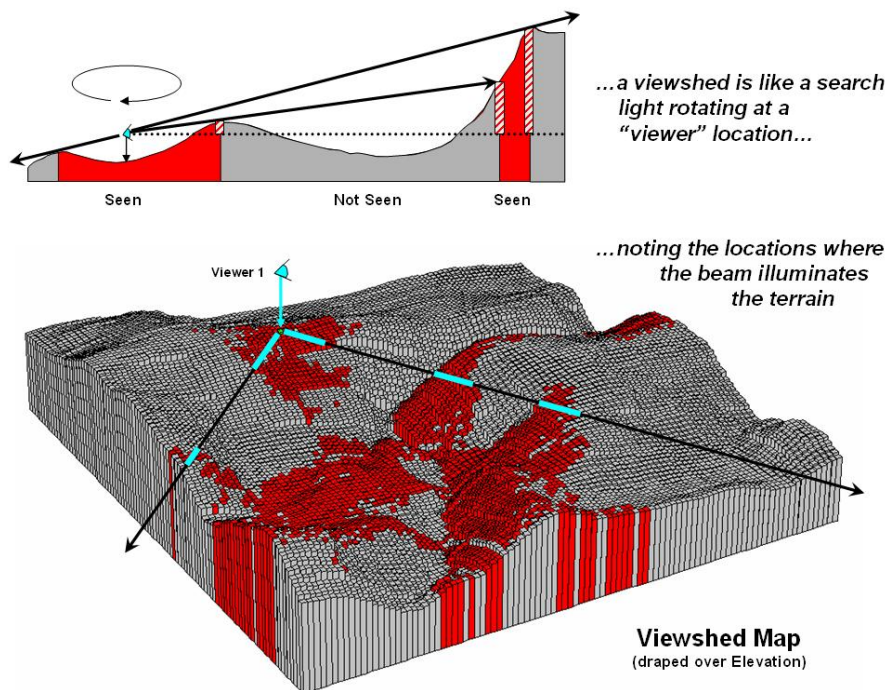 ...a viewshed is like a search
light rotating at a
“viewer” location...
Seen
Not Seen
Seen
...noting the locations where
the beam illuminates
the terrain
Viewer 1
Viewshed Map
(draped over Elevation)